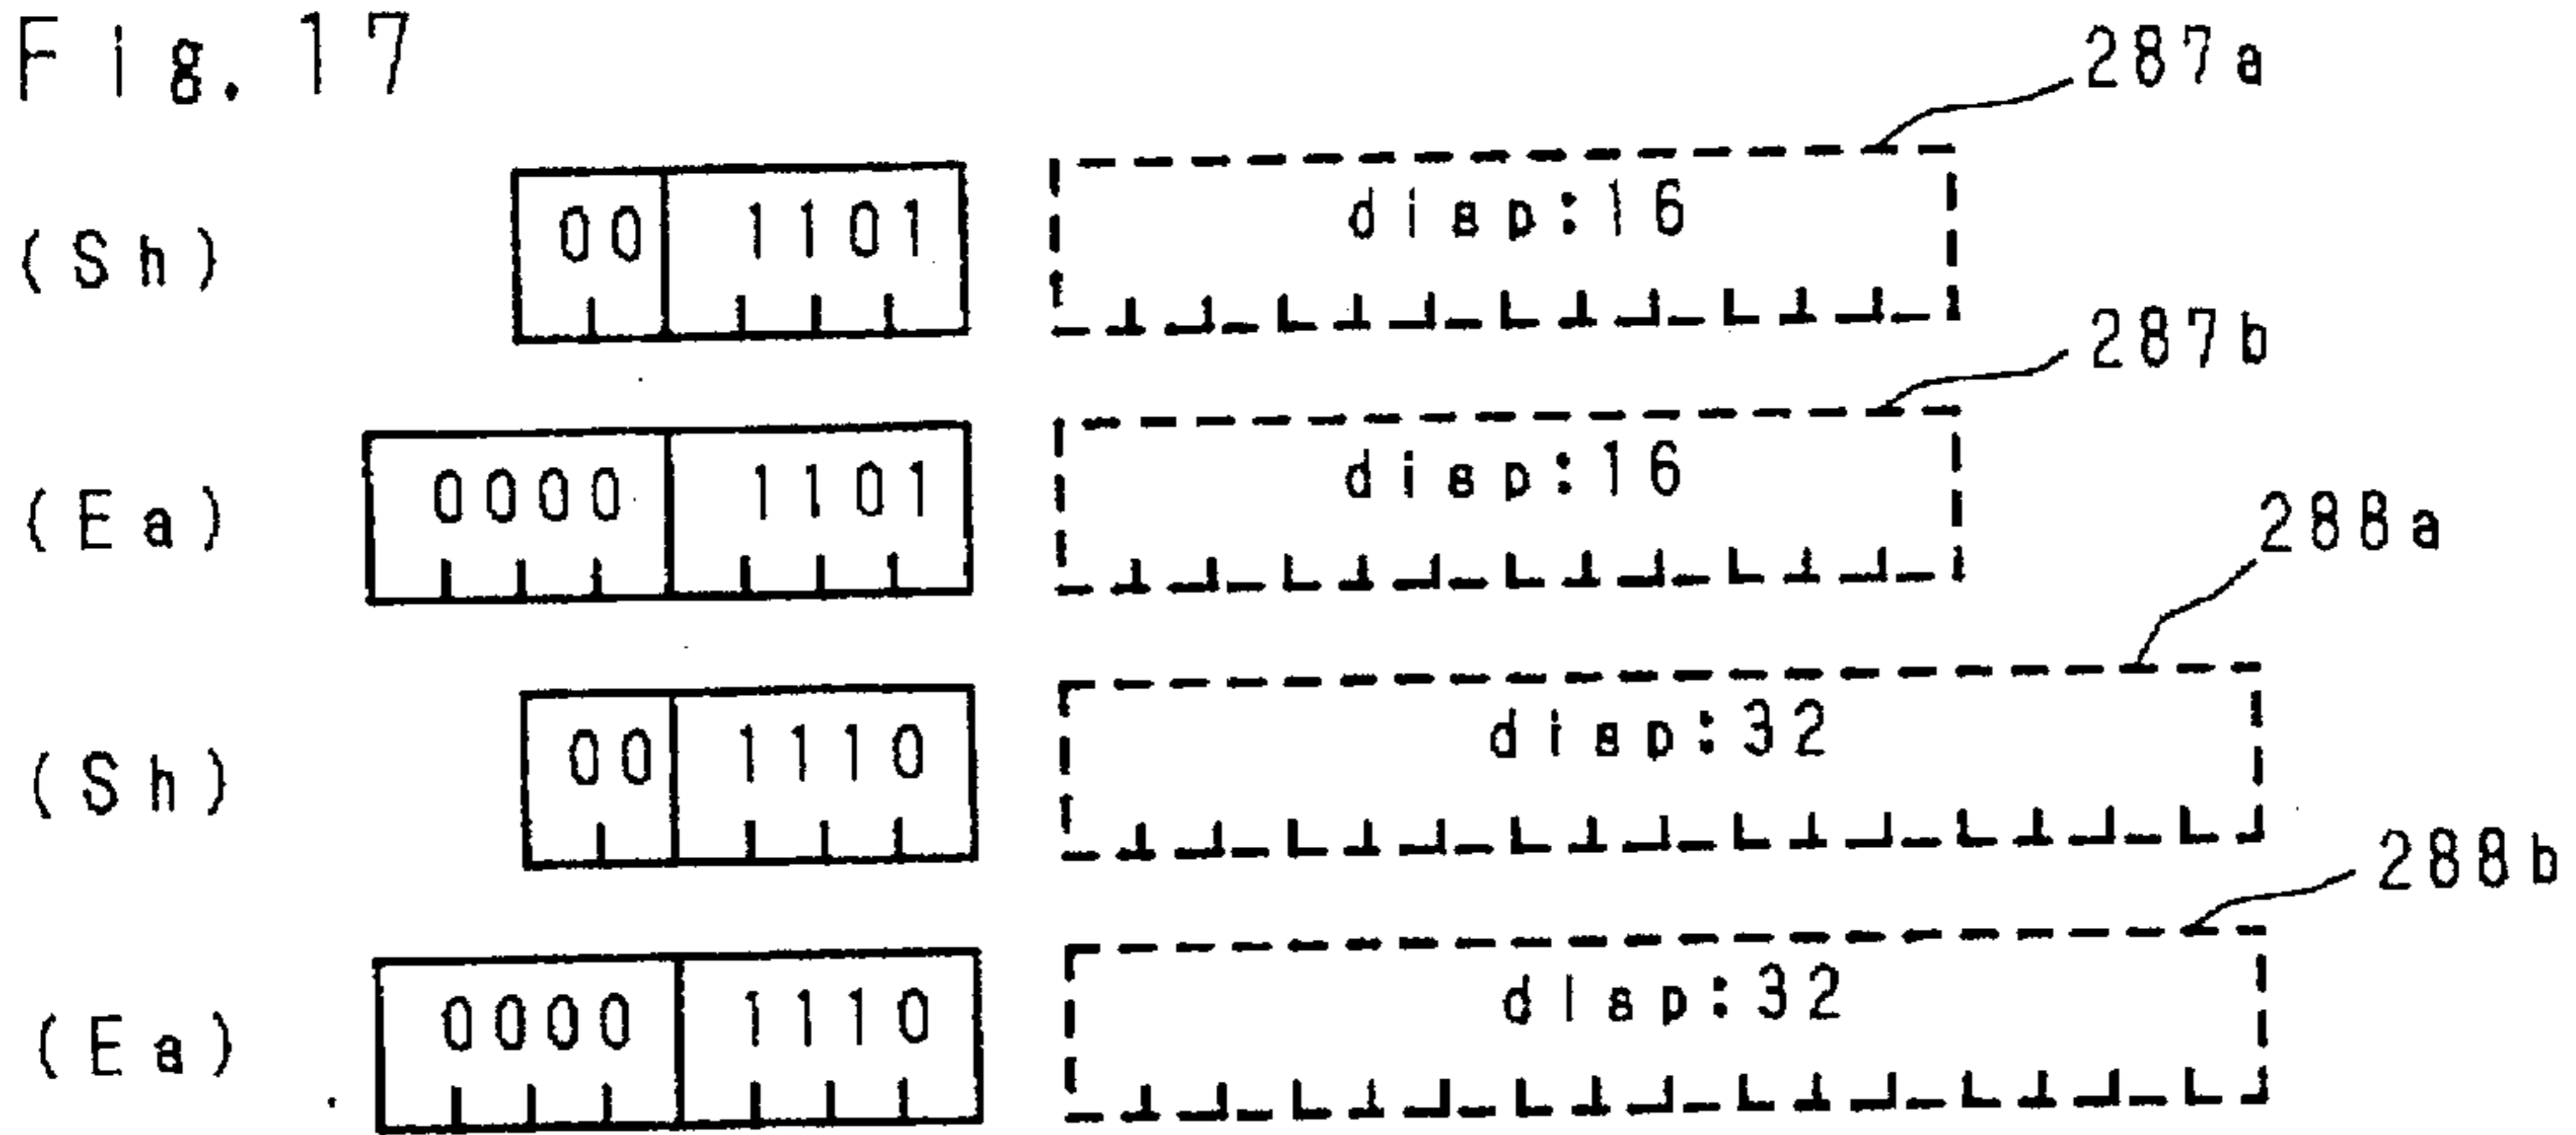 Fig.17
287a
(Sh) 00 1101 disp:16
287b
(Ea) 0000 1101 disp:16
288a
(Sh) 00 1110 disp:32
288b
(Ea) 0000 1110 disp:32